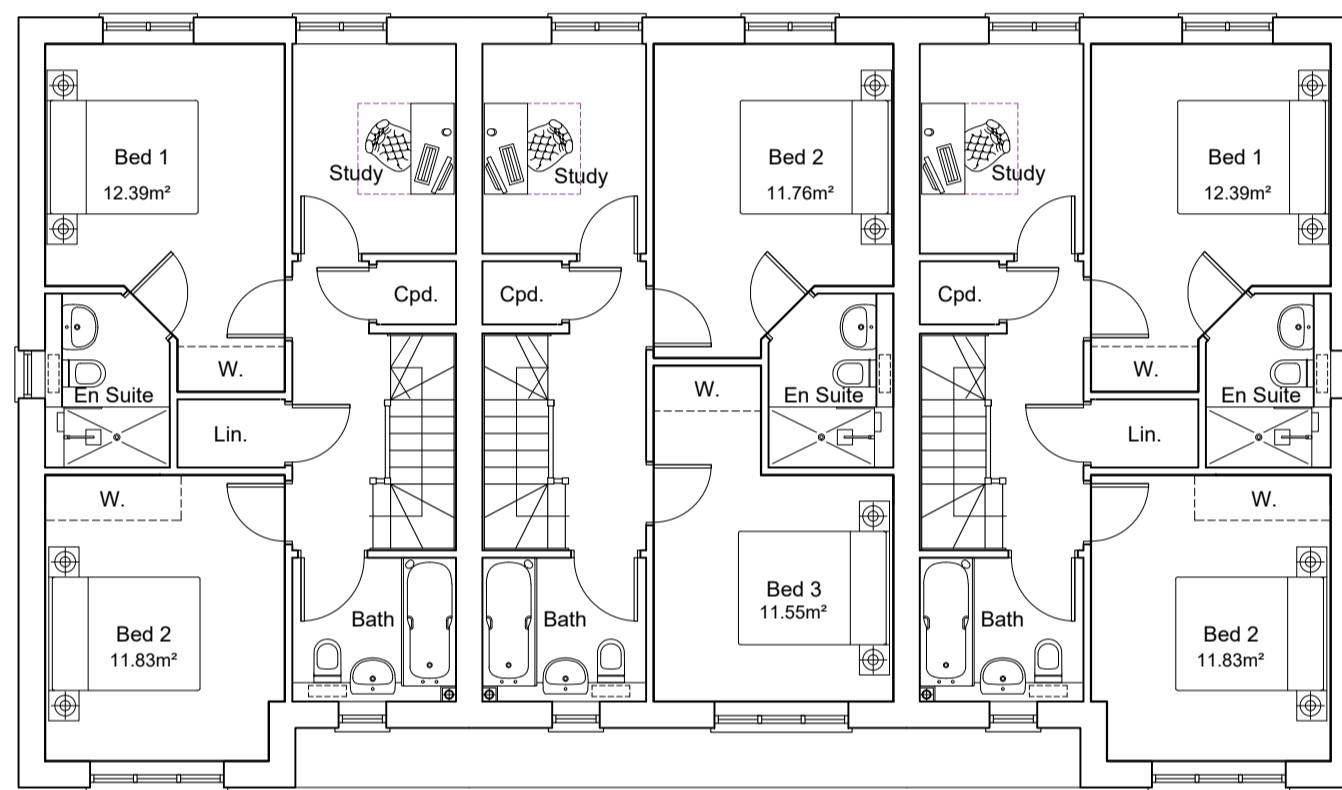 Bed 1
12.39m²
Study
Study
Bed 2
11.76m²
Study
Bed 1
12.39m²
Cpd.
Cpd.
Cpd.
W.
En Suite
Lin.
W.
En Suite
W.
En Suite
Lin.
W.
W.
Bed 2
11.83m²
Bath
Bath
Bed 3
11.55m²
Bath
Bed 2
11.83m²